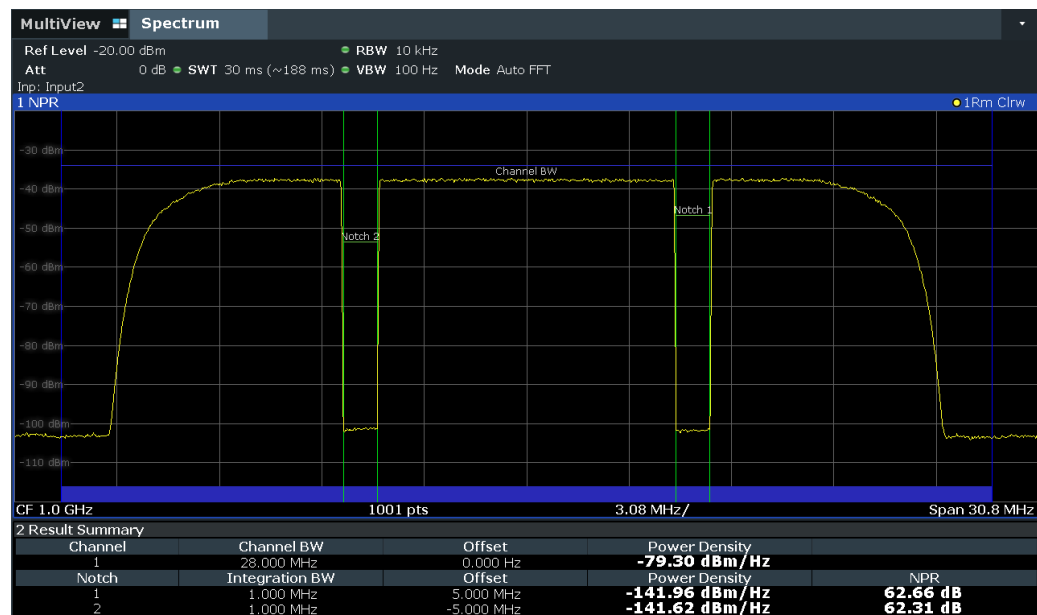 MultiView Spectrum
Ref Level -20.00 dBm RBW 10 kHz
Att 0 dB SWT 30 ms (~188 ms) VBW 100 Hz Mode Auto FFT
Inp: Input2
1 NPR 1Rm Clrw
-30 dBm
Channel BW
-40 dBm
Notch 1
-50 dBm
Notch 2
-60 dBm
-70 dBm
-80 dBm
-90 dBm
-100 dBm
-110 dBm
CF 1.0 GHz 1001 pts 3.08 MHz/ Span 30.8 MHz
2 Result Summary
Channel Channel BW Offset Power Density
1 28.000 MHz 0.000 Hz -79.30 dBm/Hz
Notch Integration BW Offset Power Density NPR
1 1.000 MHz 5.000 MHz -141.96 dBm/Hz 62.66 dB
2 1.000 MHz -5.000 MHz -141.62 dBm/Hz 62.31 dB